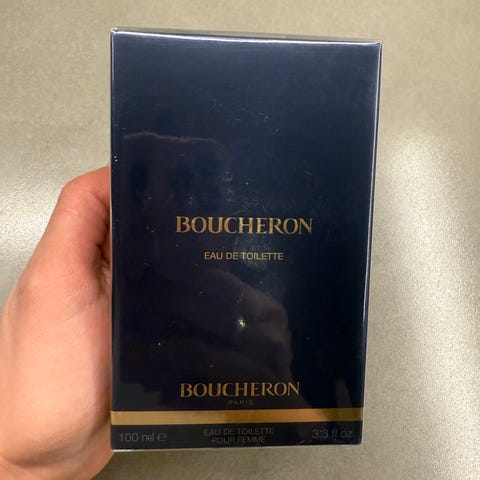 BOUCHERON
EAU DE TOILETTE
BOUCHERON
PARIS
100 ml ℮ EAU DE TOILETTE 3.3 fl oz
POUR FEMME